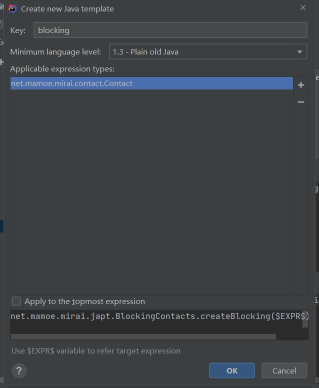 Create new Java template
Key: blocking
Minimum language level: 1.3 - Plain old Java
Applicable expression types:
net.mamoe.mirai.contact.Contact
Apply to the topmost expression
net.mamoe.mirai.japt.BlockingContacts.createBlocking($EXPR$)
Use $EXPR$ variable to refer target expression
? OK Cancel